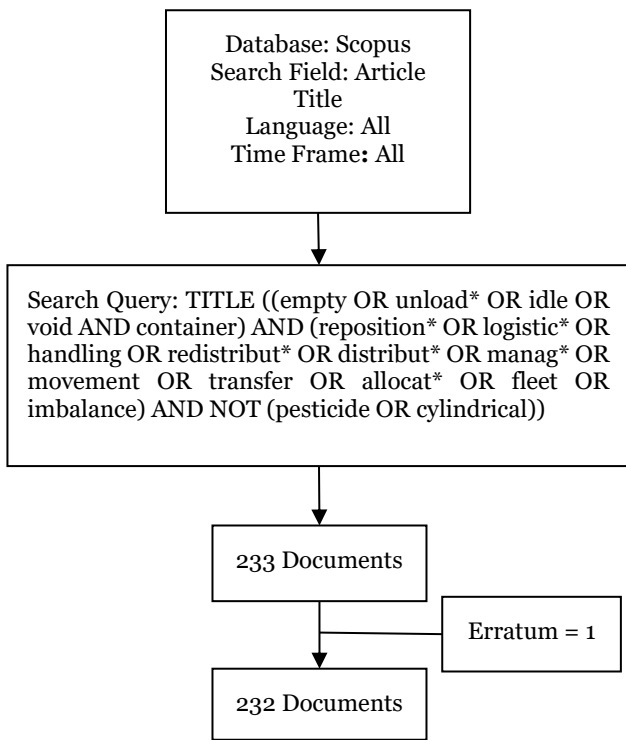 Database: Scopus
Search Field: Article
Title
Language: All
Time Frame: All
Search Query: TITLE ((empty OR unload* OR idle OR
void AND container) AND (reposition* OR logistic* OR
handling OR redistribut* OR distribut* OR manag* OR
movement OR transfer OR allocat* OR fleet OR
imbalance) AND NOT (pesticide OR cylindrical))
233 Documents
Erratum = 1
232 Documents